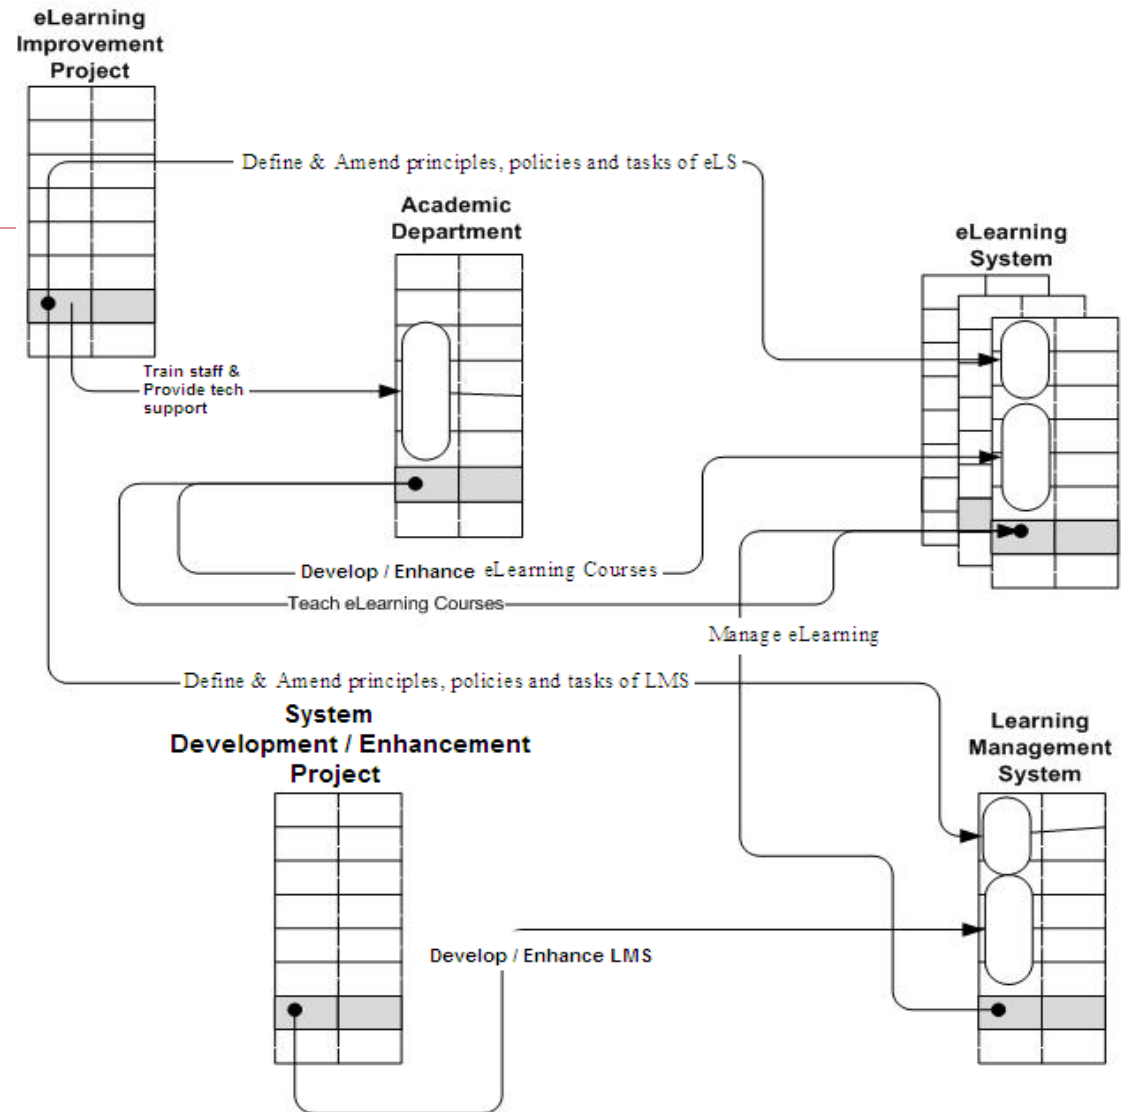 eLearning
Improvement
Project
Define & Amend principles, policies and tasks of eLS
Academic
Department
eLearning
System
Train staff &
Provide tech
support
Develop / Enhance eLearning Courses
Teach eLearning Courses
Manage eLearning
Define & Amend principles, policies and tasks of LMS
System
Development / Enhancement
Project
Learning
Management
System
Develop / Enhance LMS